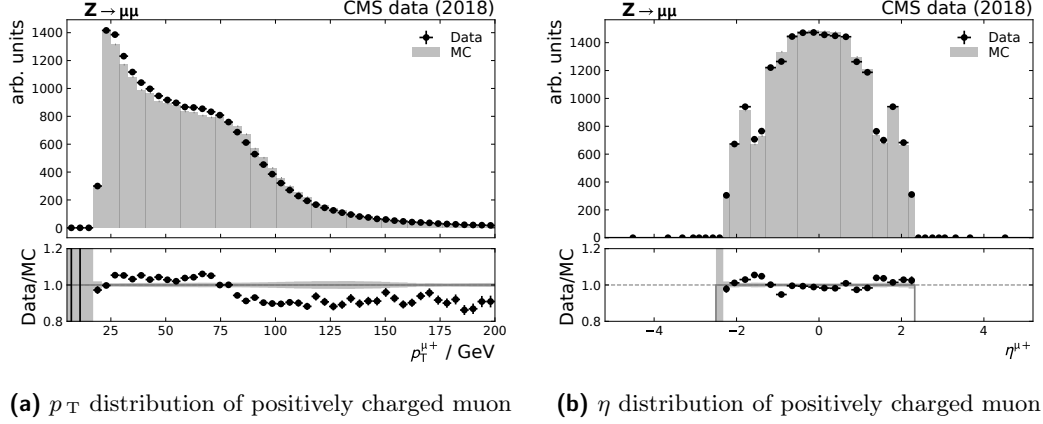 Z → μμ CMS data (2018)
arb. units
1400
1200
1000
800
600
400
200
0
Data
MC
Data/MC
1.2
1.0
0.8
25 50 75 100 125 150 175 200
p_T^{μ+} / GeV
(a) p T distribution of positively charged muon
Z → μμ CMS data (2018)
arb. units
1400
1200
1000
800
600
400
200
0
Data
MC
Data/MC
1.2
1.0
0.8
−4 −2 0 2 4
η^{μ+}
(b) η distribution of positively charged muon